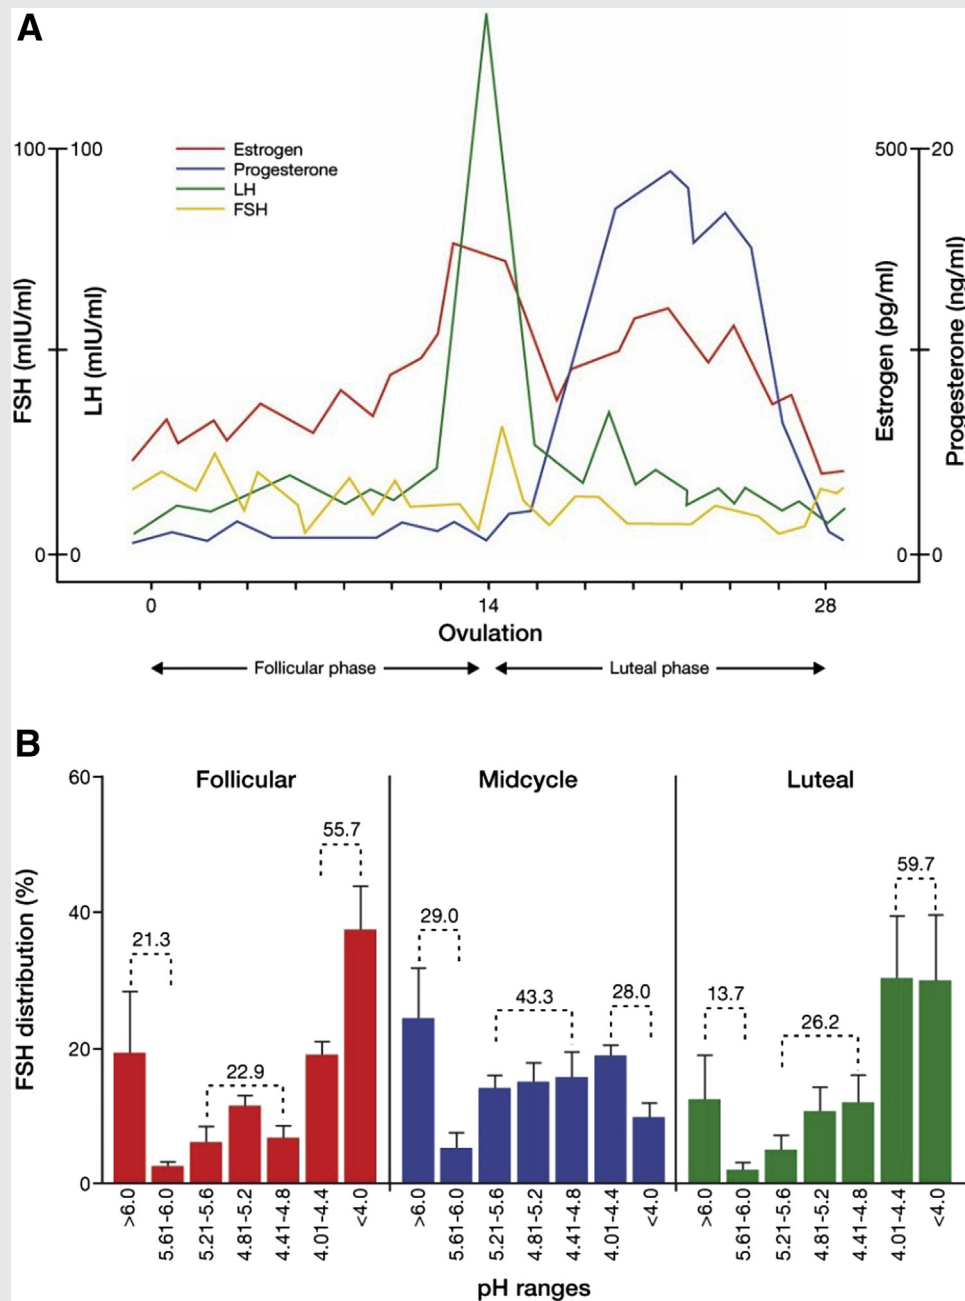 A
100 100
500 20
Estrogen
Progesterone
LH
FSH
FSH (mIU/ml)
LH (mIU/ml)
Estrogen (pg/ml)
Progesterone (ng/ml)
0 0
0 0
0 14 28
Ovulation
Follicular phase Luteal phase
B
60
Follicular Midcycle Luteal
55.7
59.7
40
29.0
21.3
28.0
43.3
13.7
26.2
20
22.9
0
FSH distribution (%)
>6.0 5.61–6.0 5.21–5.6 4.81–5.2 4.41–4.8 4.01–4.4 <4.0
>6.0 5.61–6.0 5.21–5.6 4.81–5.2 4.41–4.8 4.01–4.4 <4.0
>6.0 5.61–6.0 5.21–5.6 4.81–5.2 4.41–4.8 4.01–4.4 <4.0
pH ranges